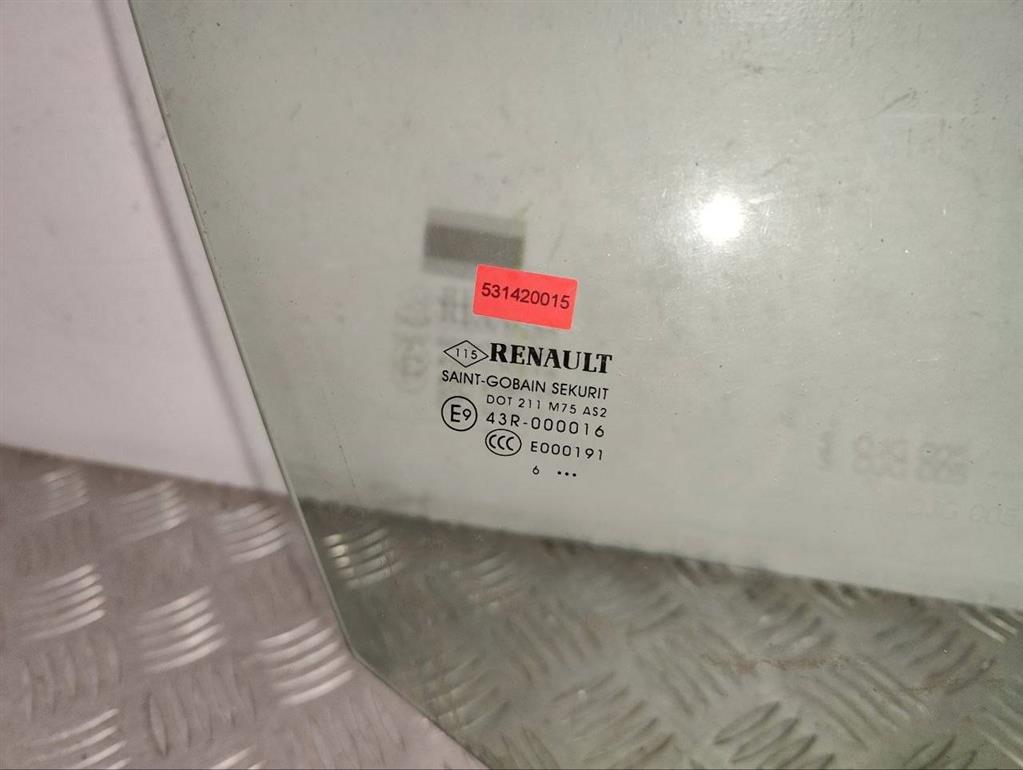 531420015
115 RENAULT
SAINT-GOBAIN SEKURIT
DOT 211 M75 AS2
E9 43R-000016
CCC E000191
6 ...